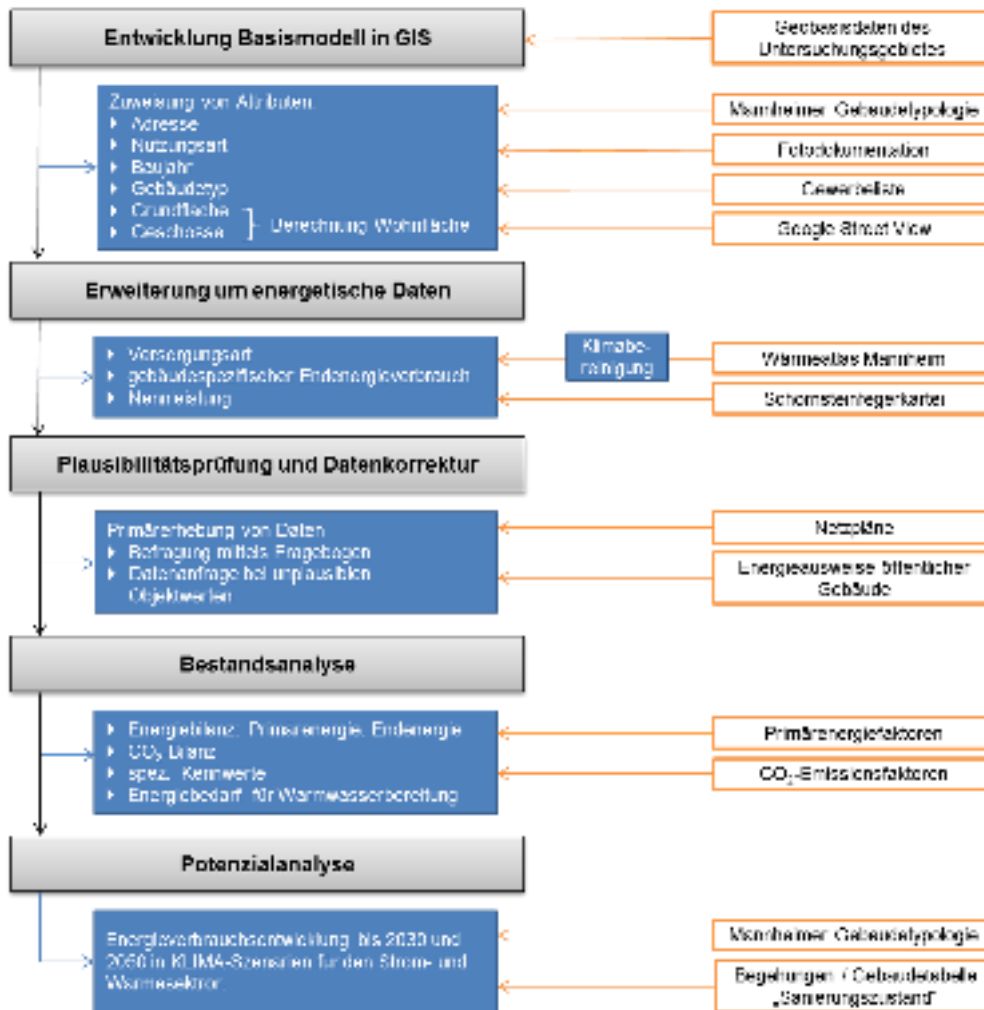 Entwicklung Basismodell in GIS
Geobasisdaten des
Untersuchungsgebietes
Zuweisung von Attributen
Adresse
Nutzungsart
Baujahr
Gebäudetyp
Grundfläche
Geschosse
Berechnung Wohnfläche
Mannheimer Gebäudetypologie
Fotodokumentation
Gewerbeliste
Google Street View
Erweiterung um energetische Daten
Versorgungsart
gebäudespezifischer Endenergieverbrauch
Nennleistung
Klimabe-
reinigung
Wärmeatlas Mannheim
Schornsteinfegerkartei
Plausibilitätsprüfung und Datenkorrektur
Primärerhebung von Daten
Befragung mittels Fragebogen
Datenanfrage bei unplausiblen
Objektwerten
Netzpläne
Energieausweise öffentlicher
Gebäude
Bestandsanalyse
Energiebilanz: Primärenergie, Endenergie
CO₂ Bilanz
spez. Kennwerte
Energiebedarf für Warmwasserbereitung
Primärenergiefaktoren
CO₂-Emissionsfaktoren
Potenzialanalyse
Energieverbrauchsentwicklung bis 2030 und
2050 in KLIMA-Szenarien für den Strom- und
Wärmesektor
Mannheimer Gebäudetypologie
Begehungen / Gebäudetabelle
„Sanierungszustand"